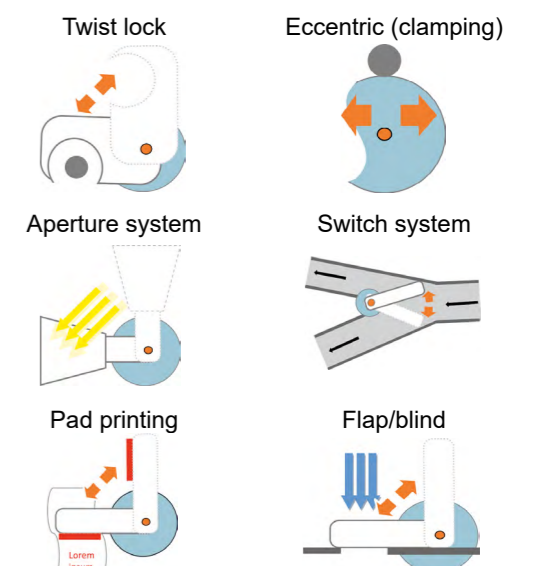 Twist lock
Eccentric (clamping)
Aperture system
Switch system
Pad printing
Flap/blind
Lorem